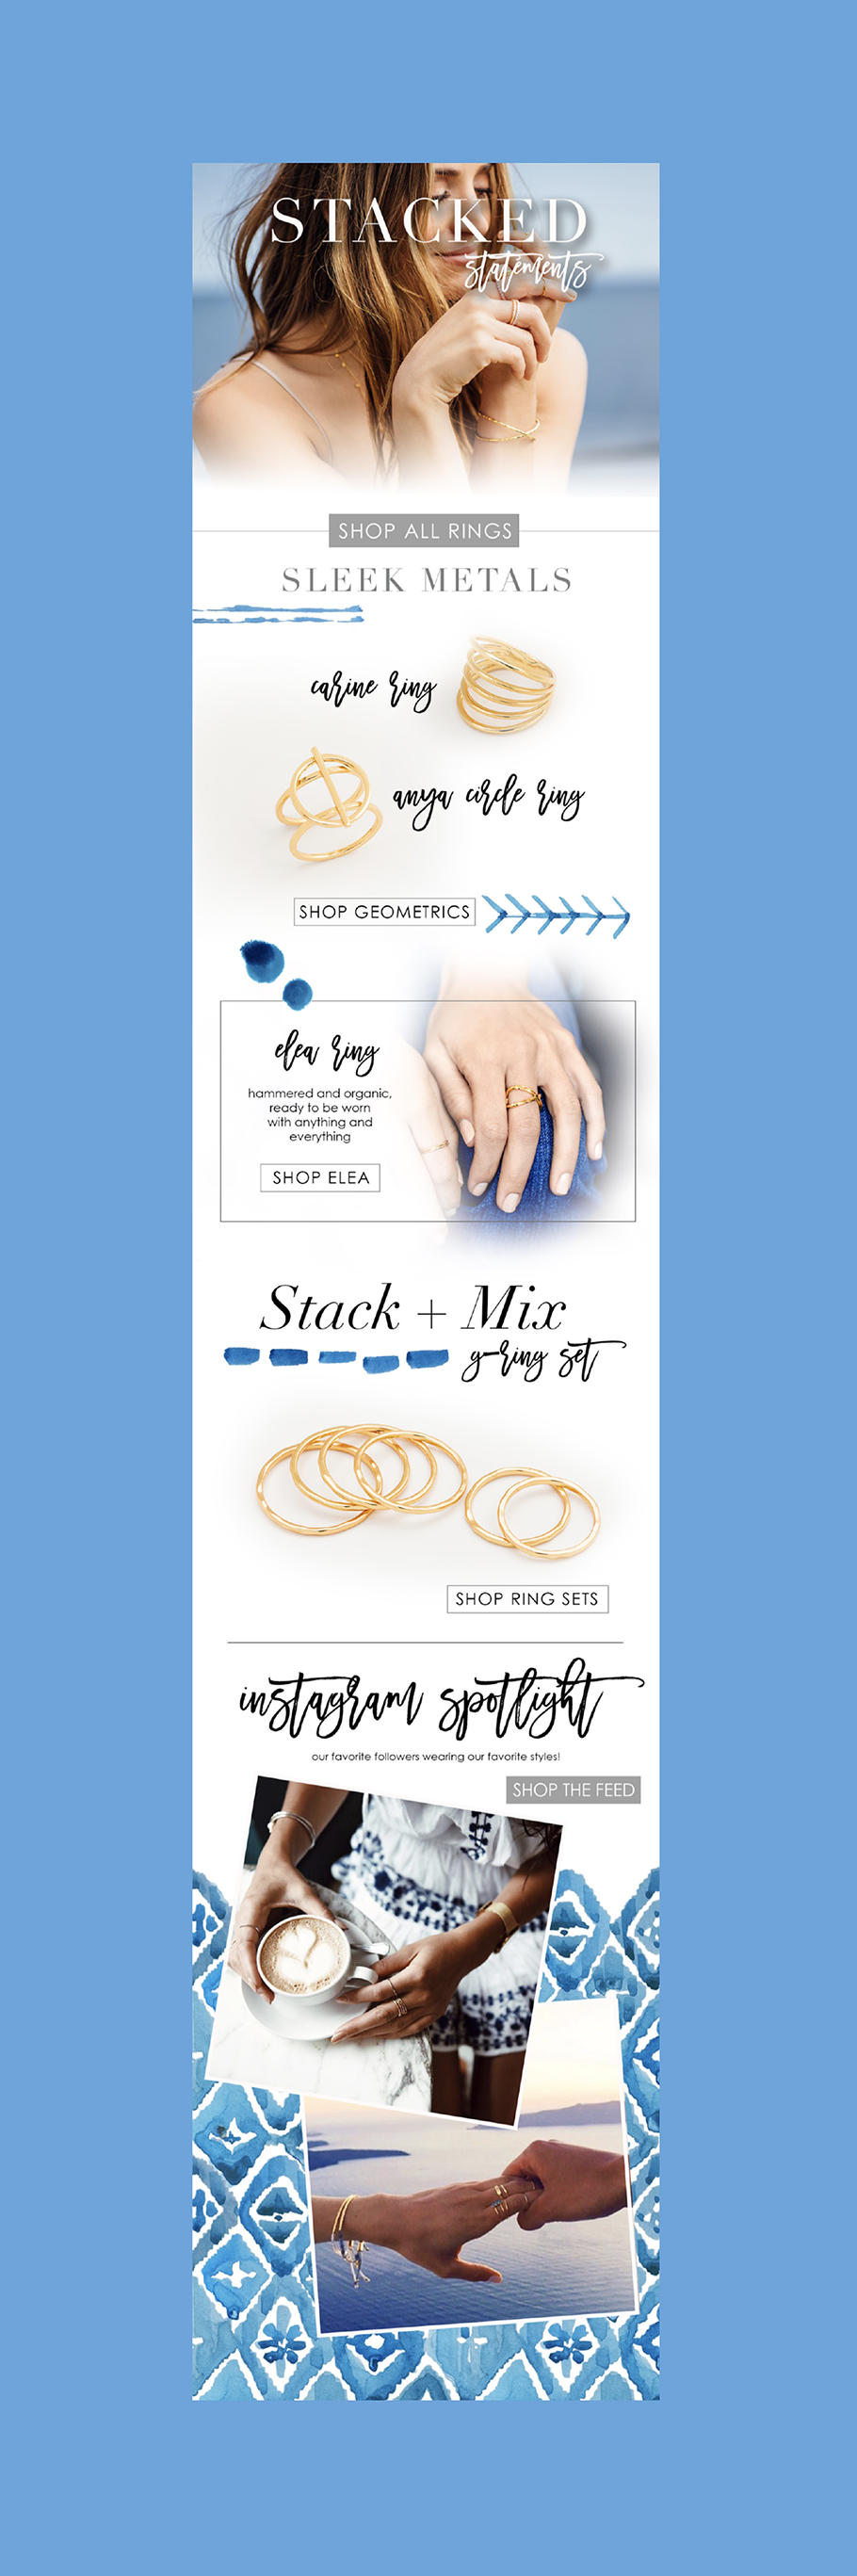 STACKED
statements
SHOP ALL RINGS
SLEEK METALS
carine ring
anya circle ring
SHOP GEOMETRICS
elea ring
hammered and organic,
ready to be worn
with anything and
everything
SHOP ELEA
Stack + Mix
g-ring set
SHOP RING SETS
instagram spotlight
our favorite followers wearing our favorite styles!
SHOP THE FEED